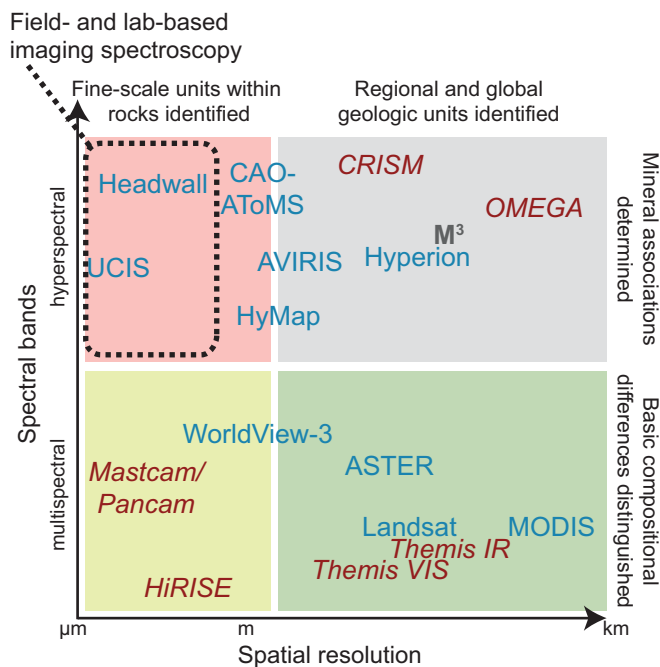 Field- and lab-based
imaging spectroscopy
Fine-scale units within
rocks identified
Regional and global
geologic units identified
Spectral bands
hyperspectral
multispectral
Headwall
UCIS
CAO-
AToMS
AVIRIS
HyMap
CRISM
OMEGA
M³
Hyperion
Mineral associations
determined
WorldView-3
Mastcam/
Pancam
HiRISE
ASTER
Landsat
MODIS
Themis IR
Themis VIS
Basic compositional
differences distinguished
µm
m
km
Spatial resolution